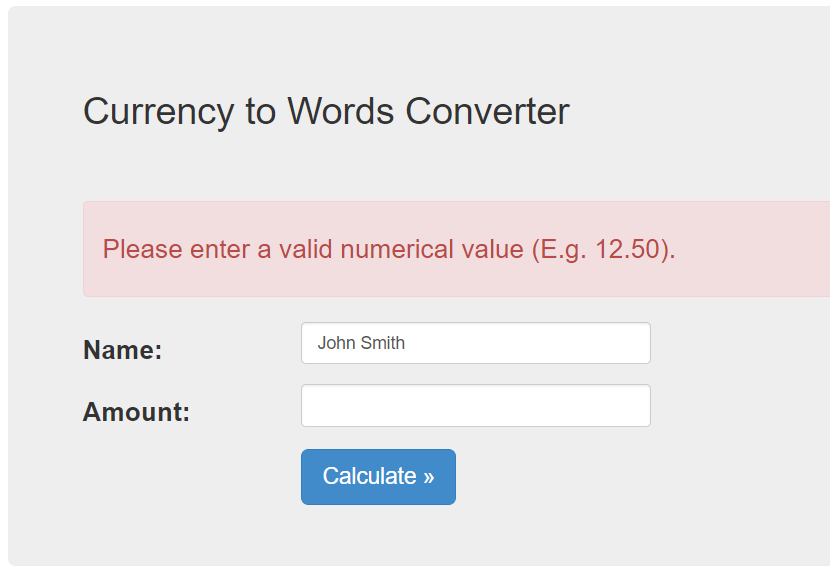 Currency to Words Converter
Please enter a valid numerical value (E.g. 12.50).
Name: John Smith
Amount:
Calculate »